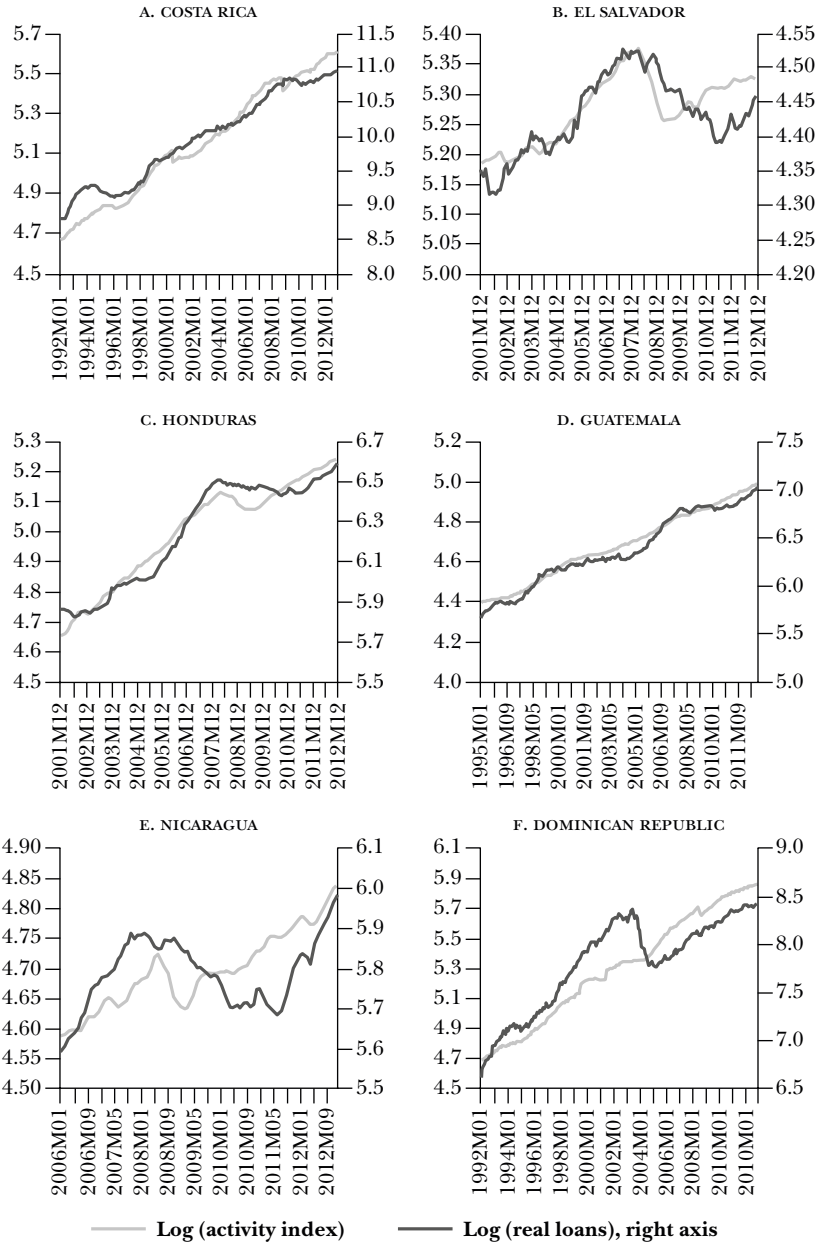 A. COSTA RICA
5.7
5.5
5.3
5.1
4.9
4.7
4.5
11.5
11.0
10.5
10.0
9.5
9.0
8.5
8.0
1992M01
1994M01
1996M01
1998M01
2000M01
2002M01
2004M01
2006M01
2008M01
2010M01
2012M01
B. EL SALVADOR
5.40
5.35
5.30
5.25
5.20
5.15
5.10
5.05
5.00
4.55
4.50
4.45
4.40
4.35
4.30
4.25
4.20
2001M12
2002M12
2003M12
2004M12
2005M12
2006M12
2007M12
2008M12
2009M12
2010M12
2011M12
2012M12
C. HONDURAS
5.3
5.2
5.1
5.0
4.9
4.8
4.7
4.6
4.5
6.7
6.5
6.3
6.1
5.9
5.7
5.5
2001M12
2002M12
2003M12
2004M12
2005M12
2006M12
2007M12
2008M12
2009M12
2010M12
2011M12
2012M12
D. GUATEMALA
5.2
5.0
4.8
4.6
4.4
4.2
4.0
7.5
7.0
6.5
6.0
5.5
5.0
1995M01
1996M09
1998M05
2000M01
2001M09
2003M05
2005M01
2006M09
2008M05
2010M01
2011M09
E. NICARAGUA
4.90
4.85
4.80
4.75
4.70
4.65
4.60
4.55
4.50
6.1
6.0
5.9
5.8
5.7
5.6
5.5
2006M01
2006M09
2007M05
2008M01
2008M09
2009M05
2010M01
2010M09
2011M05
2012M01
2012M09
F. DOMINICAN REPUBLIC
6.1
5.9
5.7
5.5
5.3
5.1
4.9
4.7
4.5
9.0
8.5
8.0
7.5
7.0
6.5
1992M01
1994M01
1996M01
1998M01
2000M01
2002M01
2004M01
2006M01
2008M01
2010M01
Log (activity index)
Log (real loans), right axis